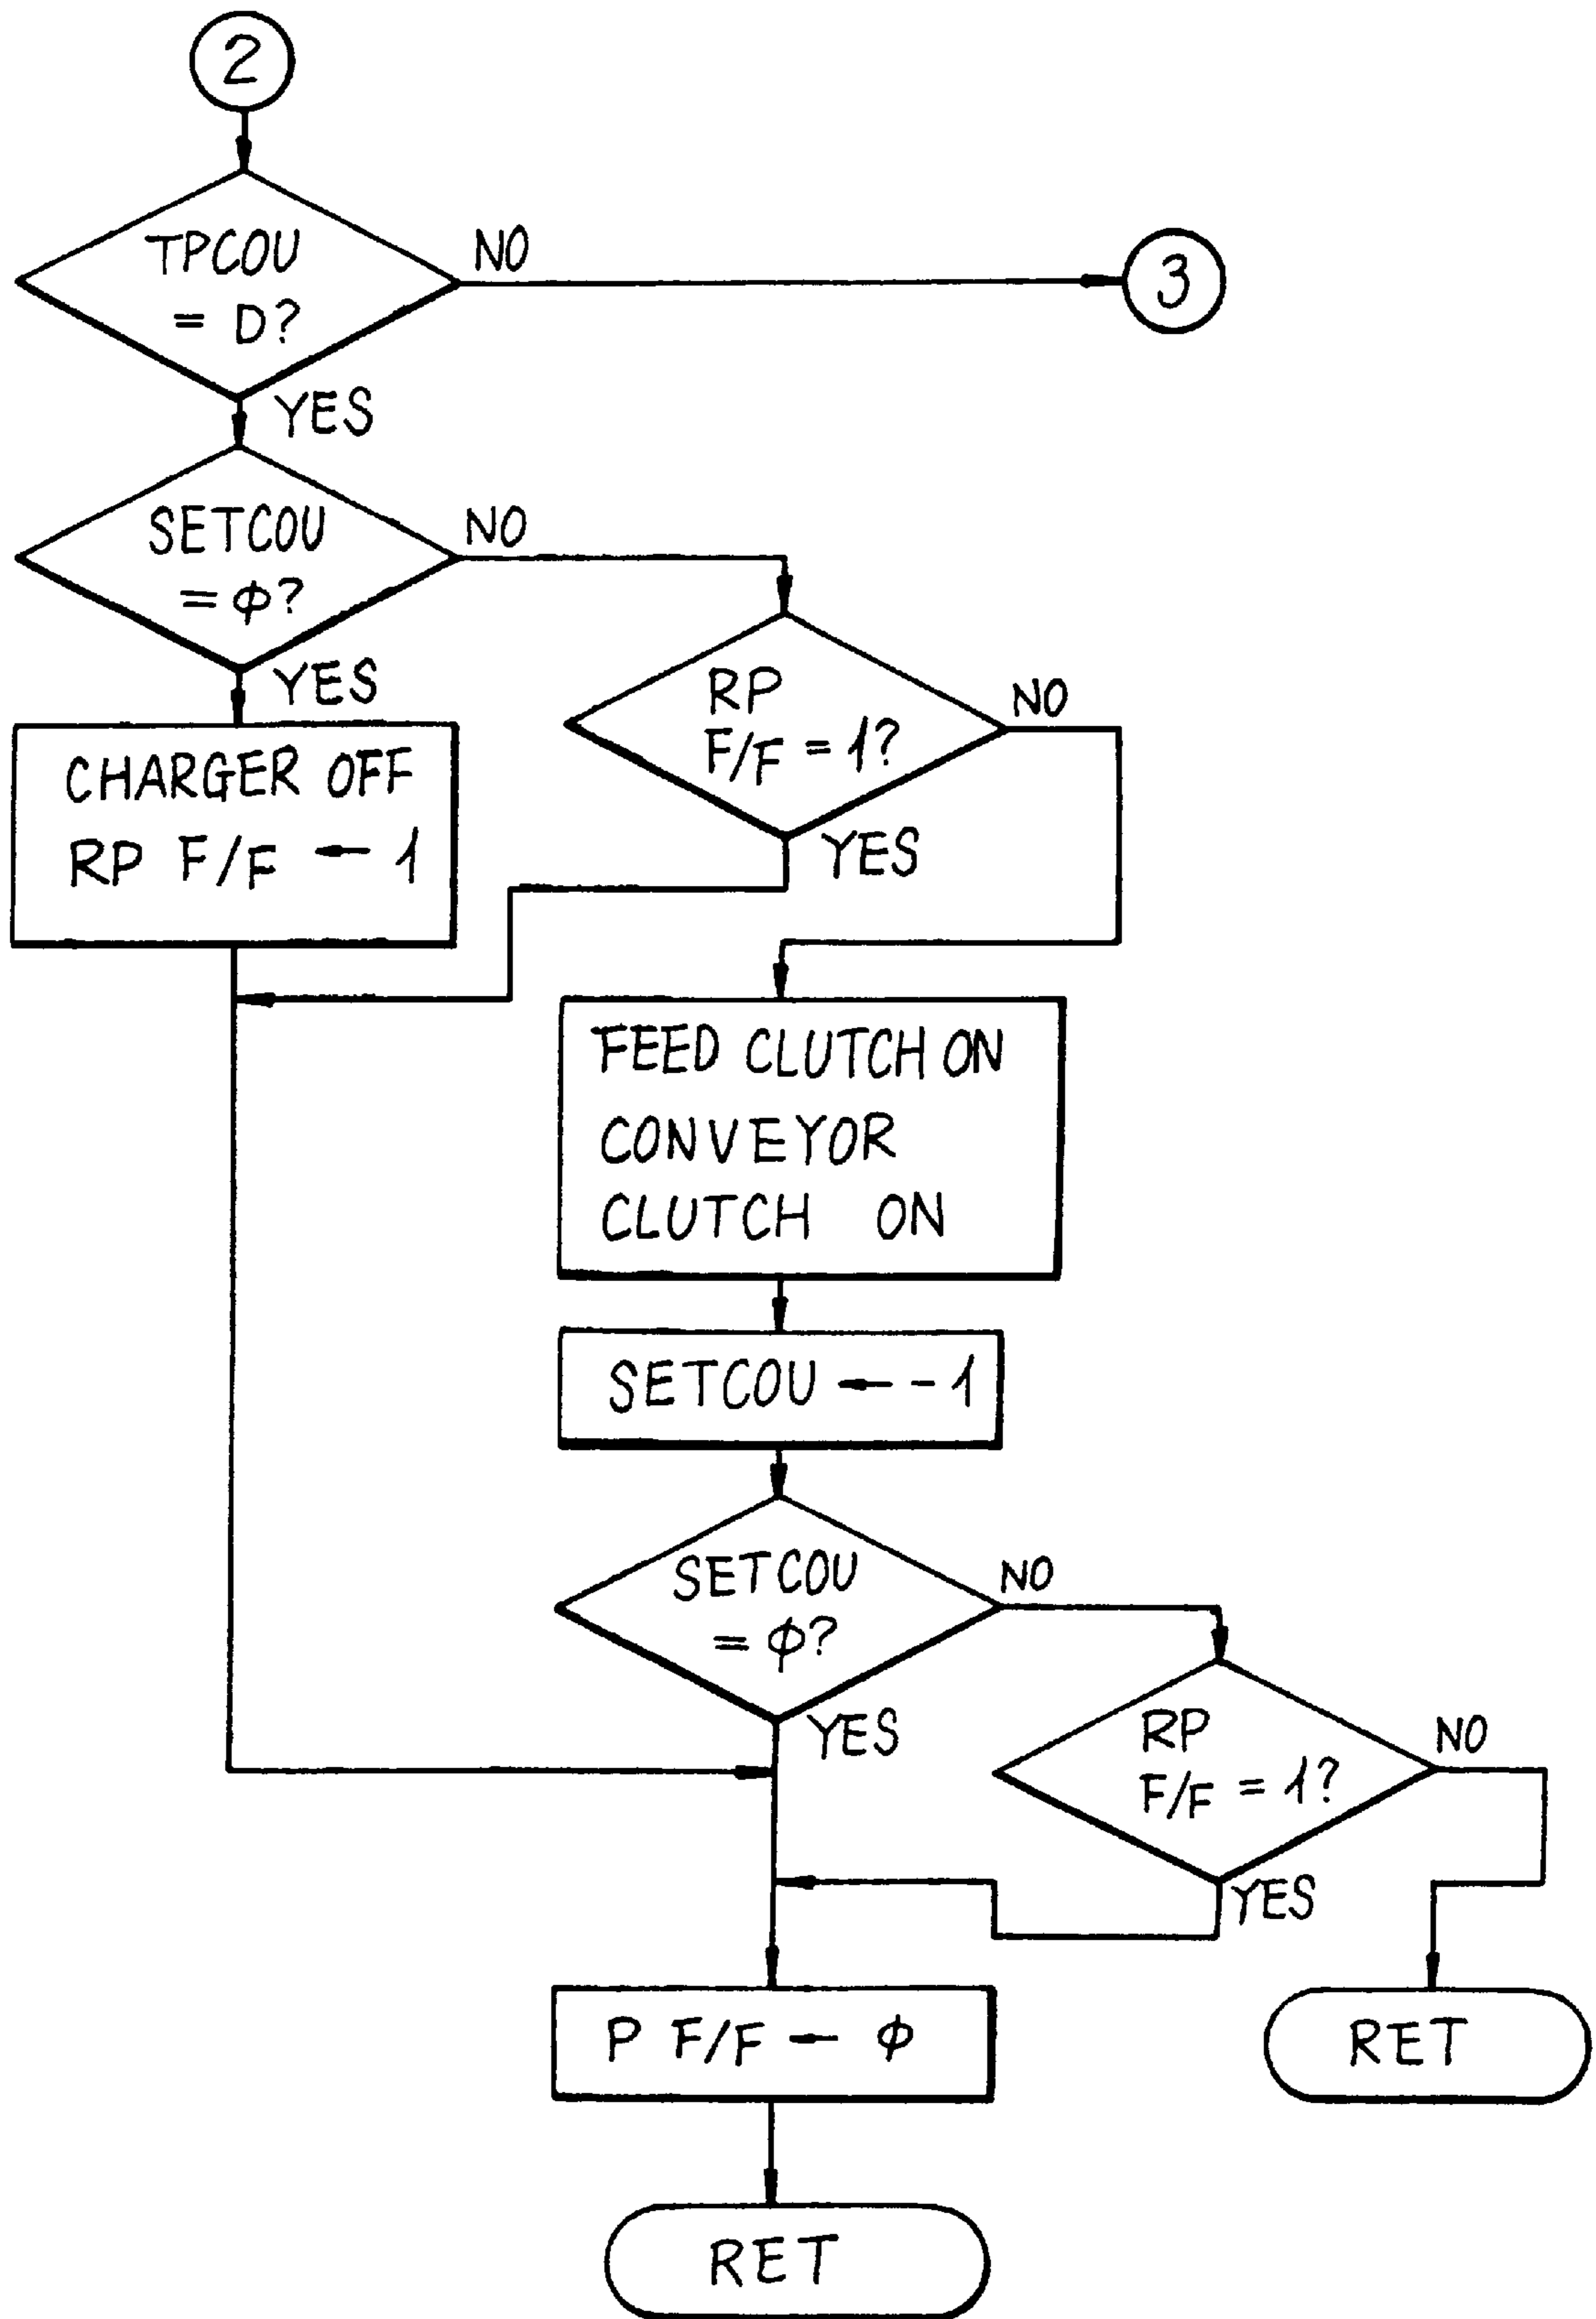 2
TPCOU
= D?
NO
3
YES
SETCOU
= ϕ?
NO
YES
RP
F/F = 1?
NO
YES
CHARGER OFF
RP F/F ← 1
FEED CLUTCH ON
CONVEYOR
CLUTCH ON
SETCOU ← -1
SETCOU
= ϕ?
NO
YES
RP
F/F = 1?
NO
YES
P F/F ← ϕ
RET
RET